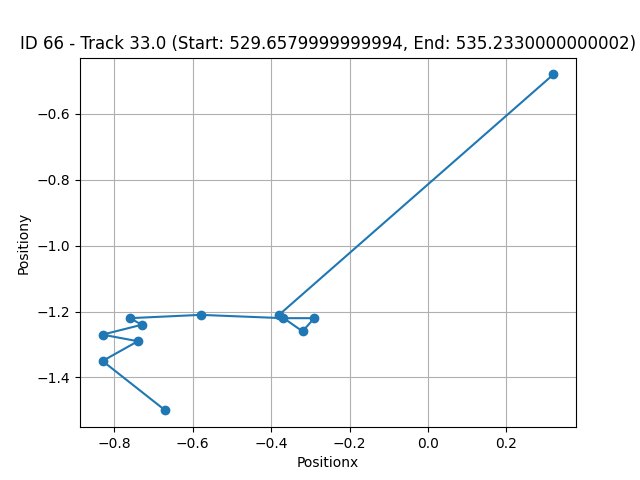 ID 66 - Track 33.0 (Start: 529.6579999999994, End: 535.2330000000002)
−0.6
−0.8
−1.0
−1.2
−1.4
Positiony
−0.8 −0.6 −0.4 −0.2 0.0 0.2
Positionx